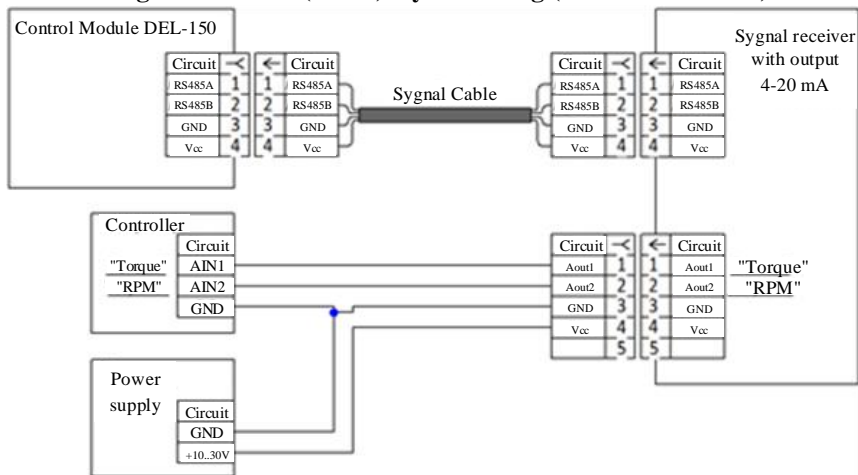 Control Module DEL-150
Circuit
RS485A 1
RS485B 2
GND 3
Vcc 4
Circuit
1 RS485A
2 RS485B
3 GND
4 Vcc
Sygnal Cable
Circuit
RS485A 1
RS485B 2
GND 3
Vcc 4
Circuit
1 RS485A
2 RS485B
3 GND
4 Vcc
Sygnal receiver
with output
4-20 mA
Controller
Circuit
"Torque" AIN1
"RPM" AIN2
GND
Circuit
Aout1 1
Aout2 2
GND 3
Vcc 4
5
Circuit
1 Aout1 "Torque"
2 Aout2 "RPM"
3 GND
4 Vcc
5
Power
supply
Circuit
GND
+10..30V